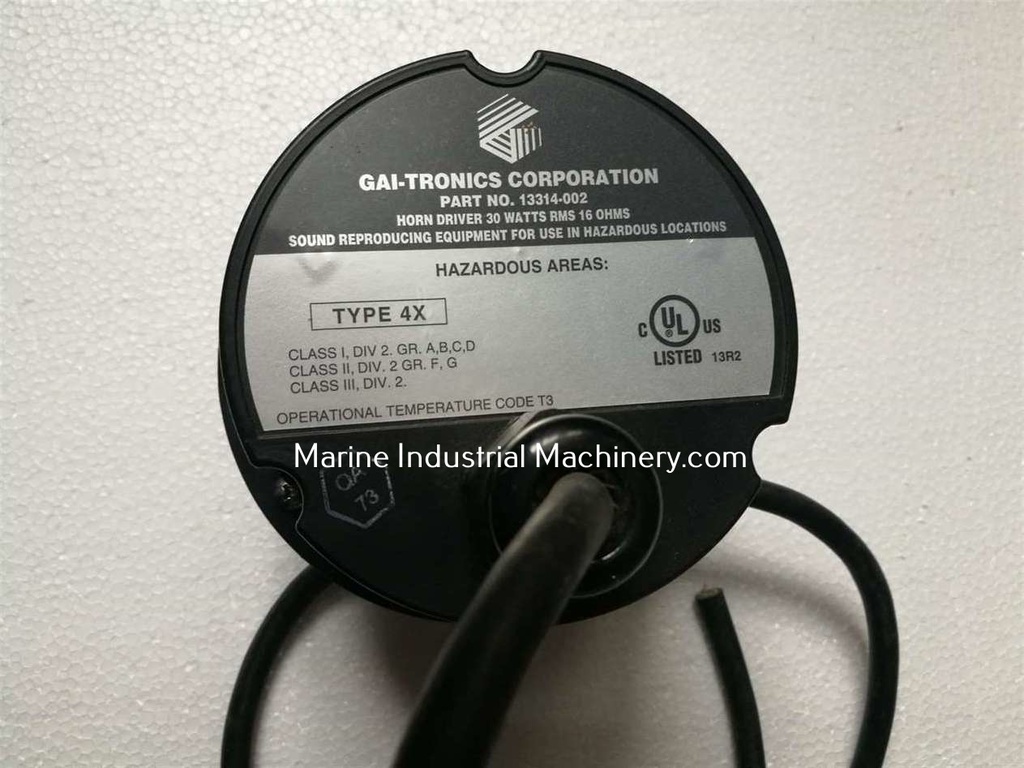 GAI-TRONICS CORPORATION
PART NO. 13314-002
HORN DRIVER 30 WATTS RMS 16 OHMS
SOUND REPRODUCING EQUIPMENT FOR USE IN HAZARDOUS LOCATIONS
HAZARDOUS AREAS:
TYPE 4X
CLASS I, DIV 2. GR. A,B,C,D
CLASS II, DIV. 2 GR. F, G
CLASS III, DIV. 2.
C UL ® US
LISTED 13R2
OPERATIONAL TEMPERATURE CODE T3
Marine Industrial Machinery.com
QA
73